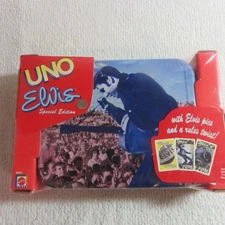 UNO
Elvis
Special Edition
with Elvis pics
and a rules twist!